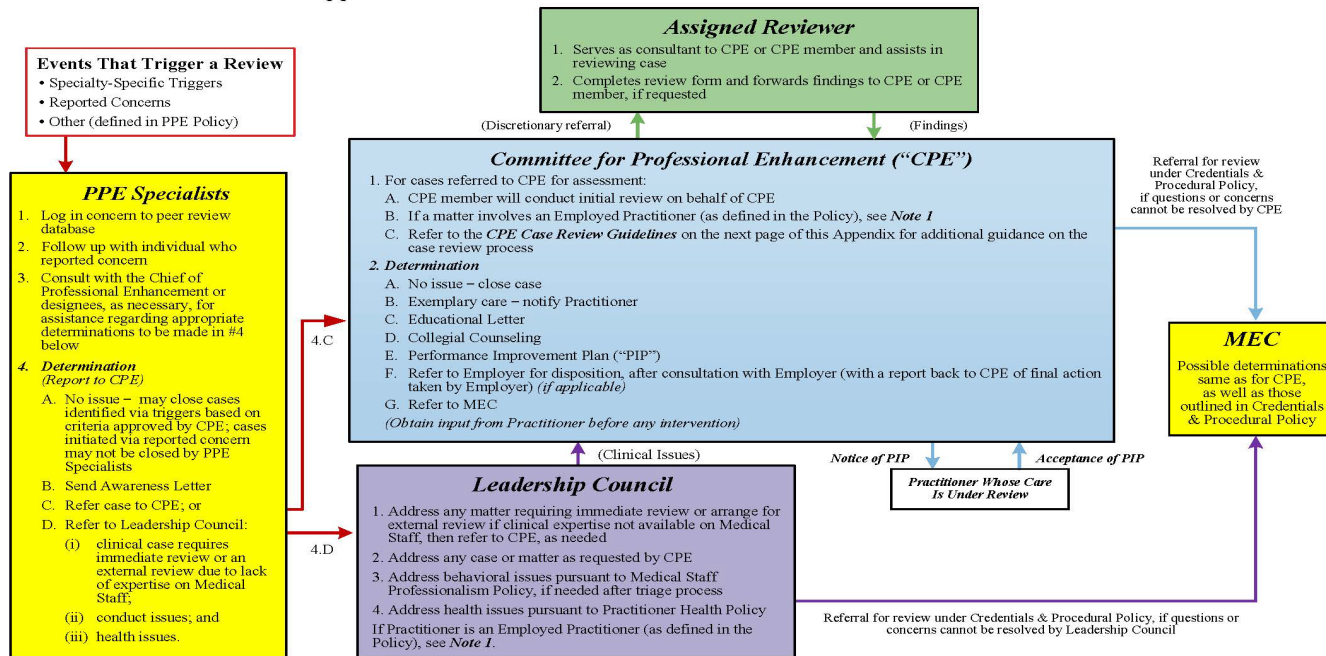 Events That Trigger a Review
• Specialty-Specific Triggers
• Reported Concerns
• Other (defined in PPE Policy)
PPE Specialists
1. Log in concern to peer review
database
2. Follow up with individual who
reported concern
3. Consult with the Chief of
Professional Enhancement or
designees, as necessary, for
assistance regarding appropriate
determinations to be made in #4
below
4. Determination
(Report to CPE)
A. No issue – may close cases
identified via triggers based on
criteria approved by CPE; cases
initiated via reported concern
may not be closed by PPE
Specialists
B. Send Awareness Letter
C. Refer case to CPE; or
D. Refer to Leadership Council:
(i) clinical case requires
immediate review or an
external review due to lack
of expertise on Medical
Staff;
(ii) conduct issues; and
(iii) health issues.
4.C
4.D
Assigned Reviewer
1. Serves as consultant to CPE or CPE member and assists in
reviewing case
2. Completes review form and forwards findings to CPE or CPE
member, if requested
(Discretionary referral)
(Findings)
Committee for Professional Enhancement (“CPE”)
1. For cases referred to CPE for assessment:
A. CPE member will conduct initial review on behalf of CPE
B. If a matter involves an Employed Practitioner (as defined in the Policy), see Note 1
C. Refer to the CPE Case Review Guidelines on the next page of this Appendix for additional guidance on the
case review process
2. Determination
A. No issue – close case
B. Exemplary care – notify Practitioner
C. Educational Letter
D. Collegial Counseling
E. Performance Improvement Plan (“PIP”)
F. Refer to Employer for disposition, after consultation with Employer (with a report back to CPE of final action
taken by Employer) (if applicable)
G. Refer to MEC
(Obtain input from Practitioner before any intervention)
(Clinical Issues)
Notice of PIP
Acceptance of PIP
Practitioner Whose Care
Is Under Review
Leadership Council
1. Address any matter requiring immediate review or arrange for
external review if clinical expertise not available on Medical
Staff, then refer to CPE, as needed
2. Address any case or matter as requested by CPE
3. Address behavioral issues pursuant to Medical Staff
Professionalism Policy, if needed after triage process
4. Address health issues pursuant to Practitioner Health Policy
If Practitioner is an Employed Practitioner (as defined in the
Policy), see Note 1.
Referral for review
under Credentials &
Procedural Policy,
if questions or concerns
cannot be resolved by CPE
MEC
Possible determinations
same as for CPE,
as well as those
outlined in Credentials
& Procedural Policy
Referral for review under Credentials & Procedural Policy, if questions or
concerns cannot be resolved by Leadership Council